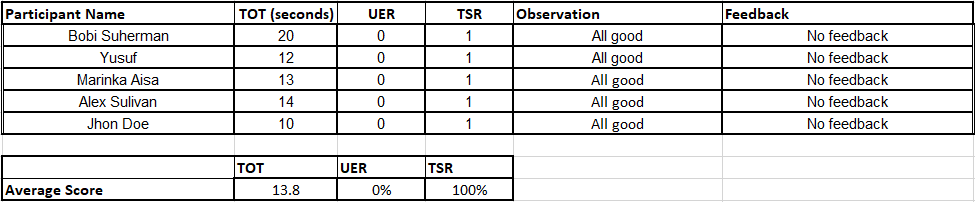 Participant Name TOT (seconds) UER TSR Observation Feedback
Bobi Suherman 20 0 1 All good No feedback
Yusuf 12 0 1 All good No feedback
Marinka Aisa 13 0 1 All good No feedback
Alex Sulivan 14 0 1 All good No feedback
Jhon Doe 10 0 1 All good No feedback
TOT UER TSR
Average Score 13.8 0% 100%